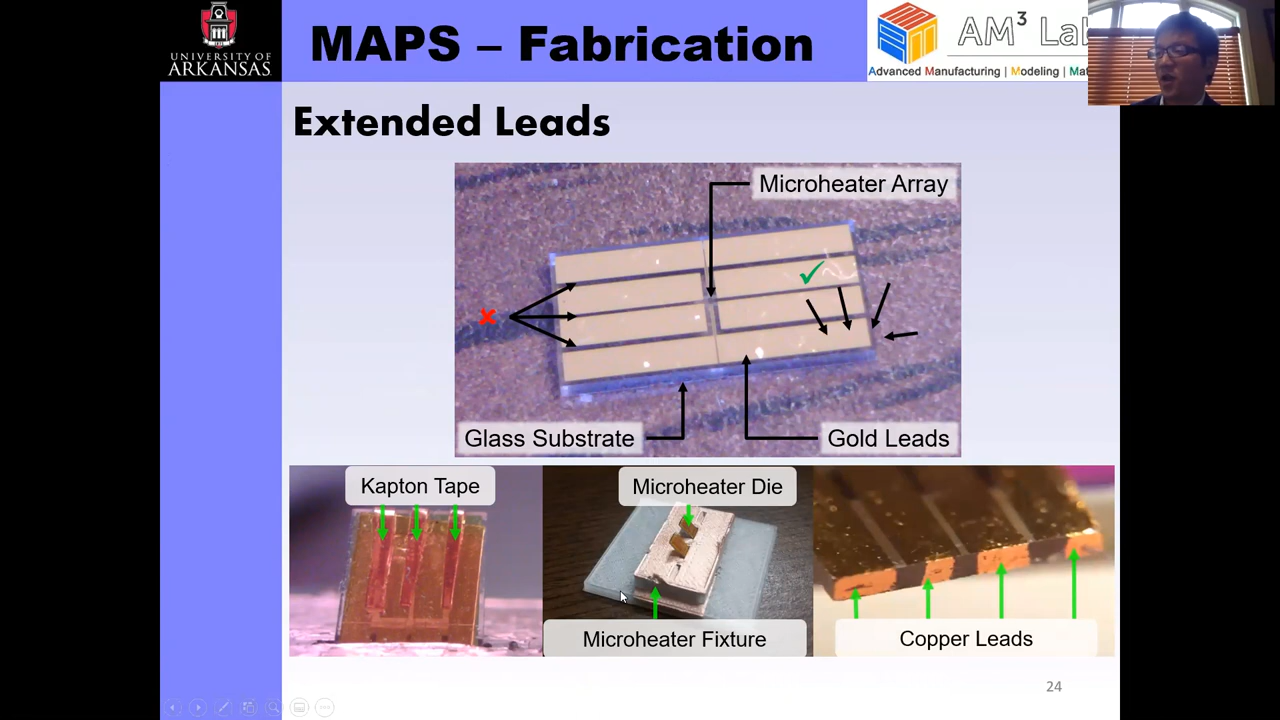 UNIVERSITY OF
ARKANSAS
MAPS – Fabrication
AM³ Lab
Advanced Manufacturing | Modeling |
Extended Leads
Microheater Array
Glass Substrate
Gold Leads
Kapton Tape
Microheater Die
Microheater Fixture
Copper Leads
24